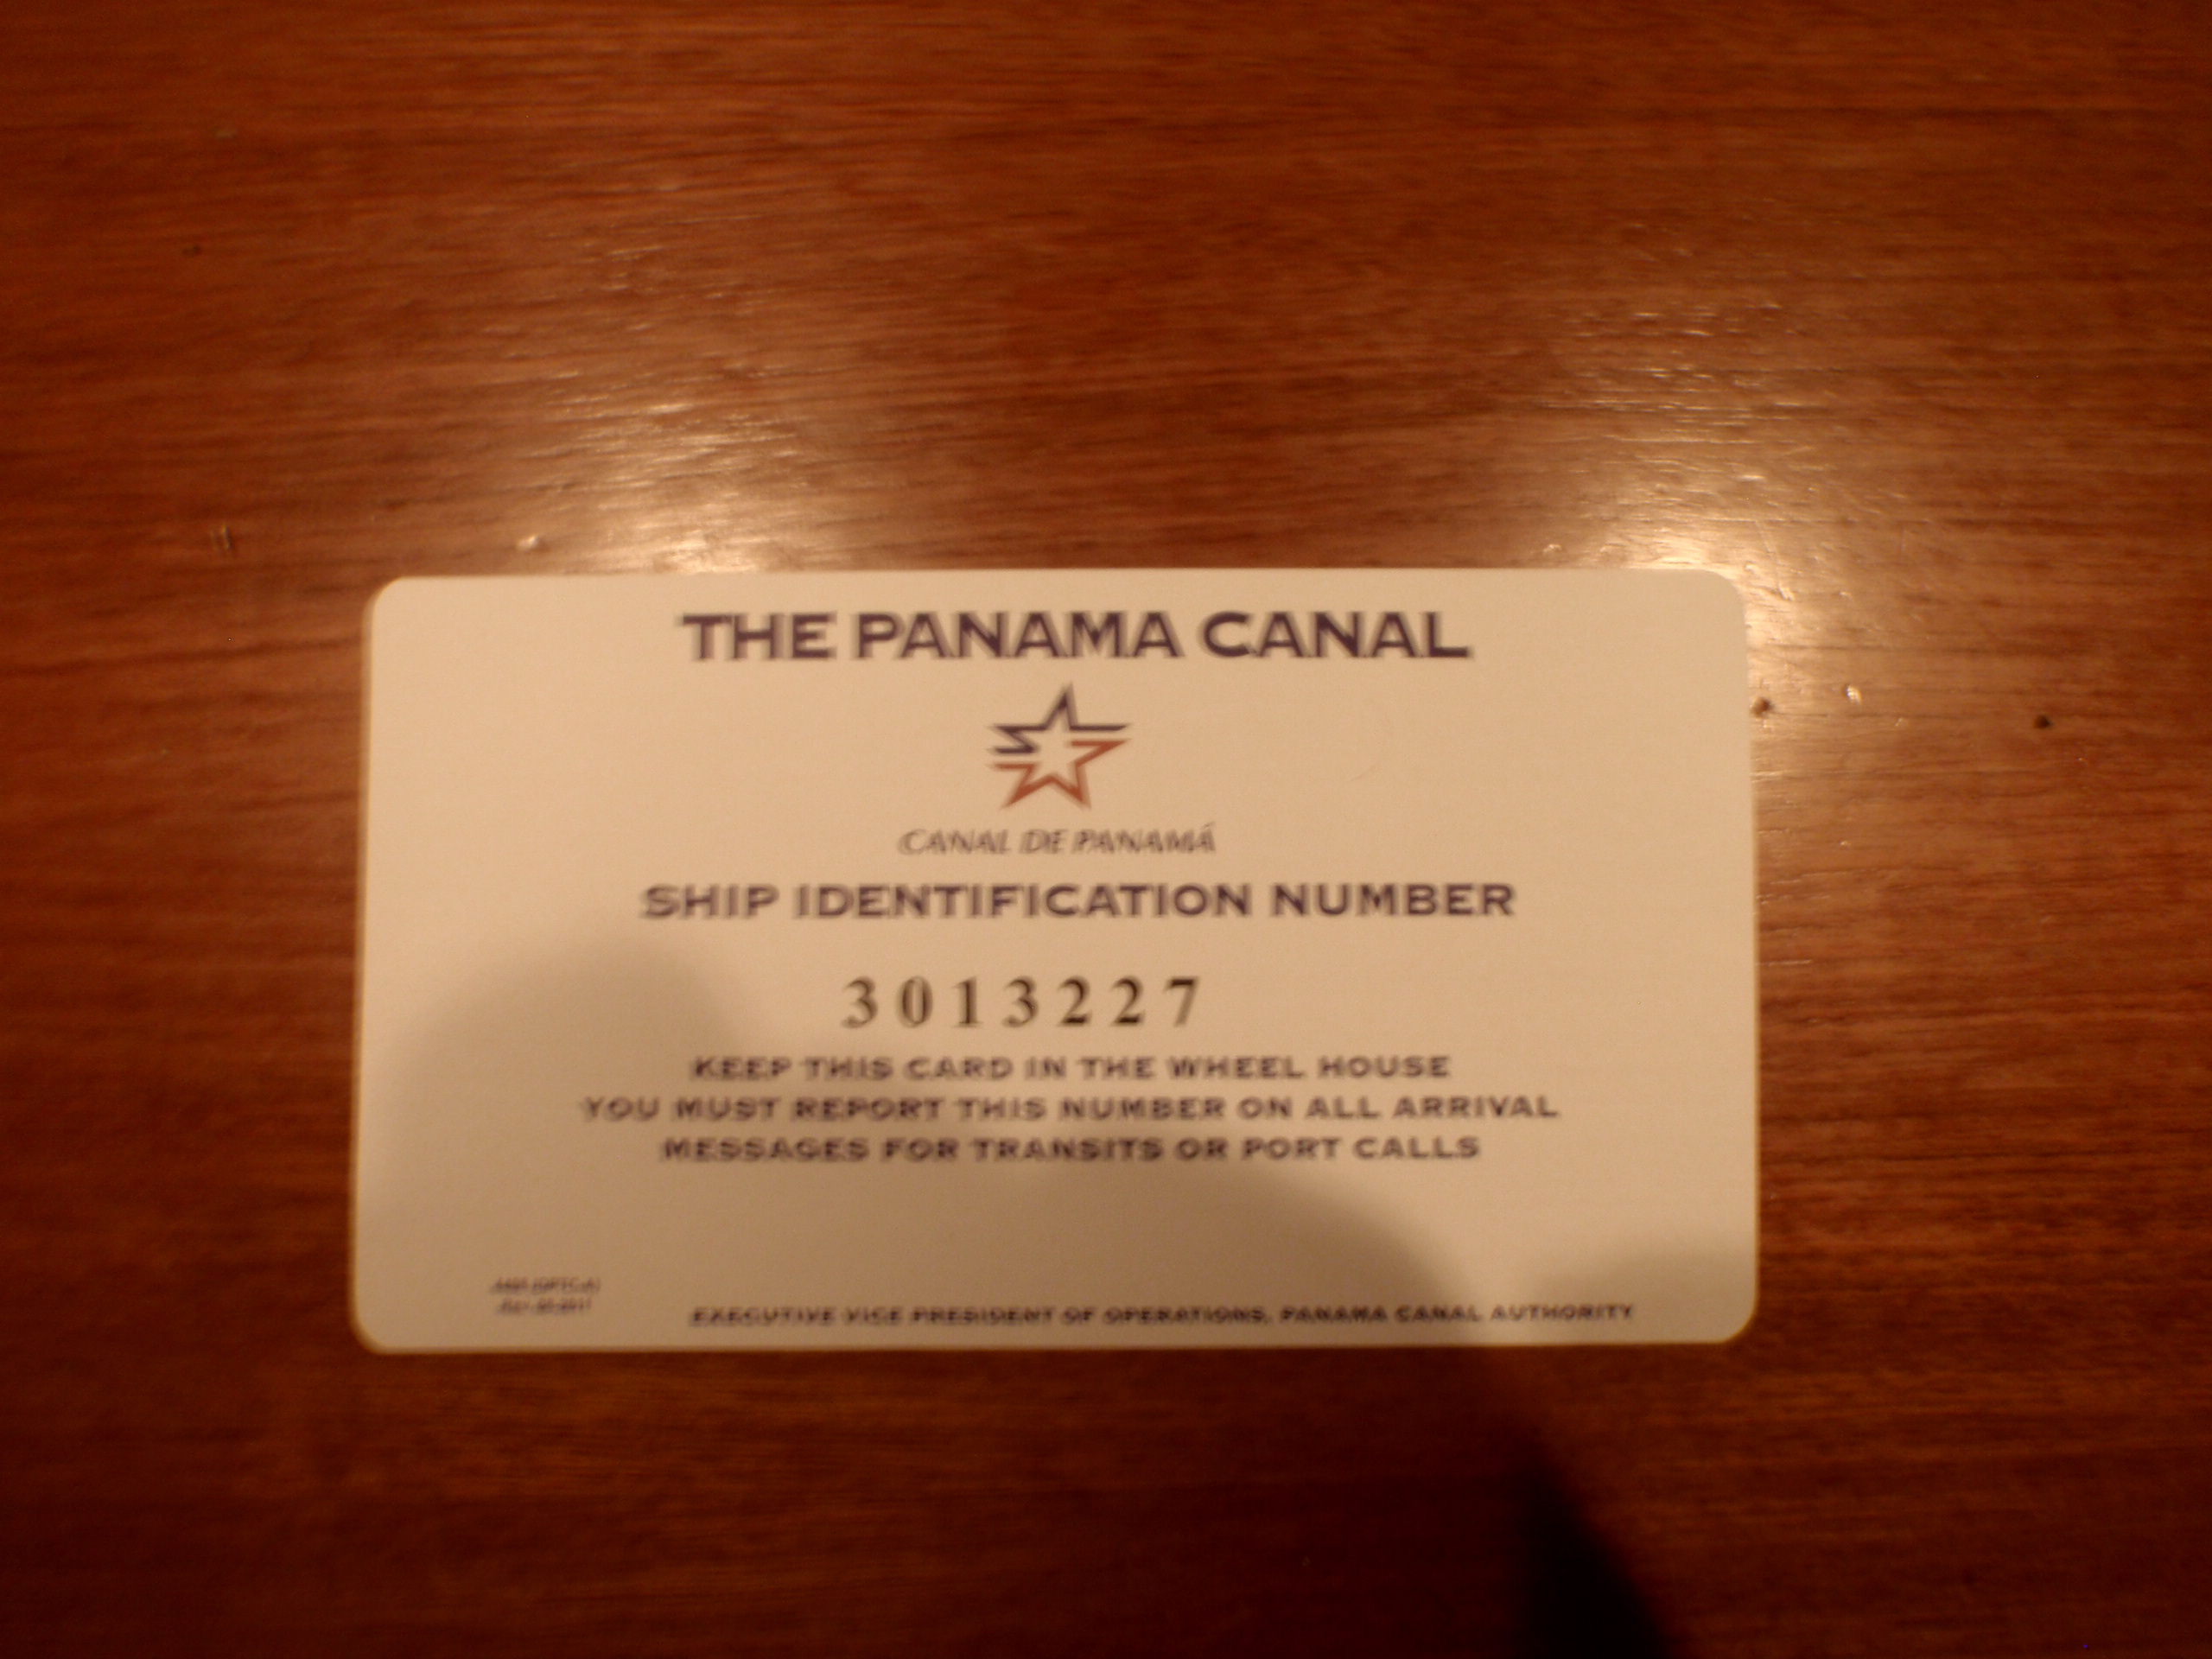 THE PANAMA CANAL
CANAL DE PANAMÁ
SHIP IDENTIFICATION NUMBER
3013227
KEEP THIS CARD IN THE WHEEL HOUSE
YOU MUST REPORT THIS NUMBER ON ALL ARRIVAL
MESSAGES FOR TRANSITS OR PORT CALLS
EXECUTIVE VICE PRESIDENT OF OPERATIONS, PANAMA CANAL AUTHORITY